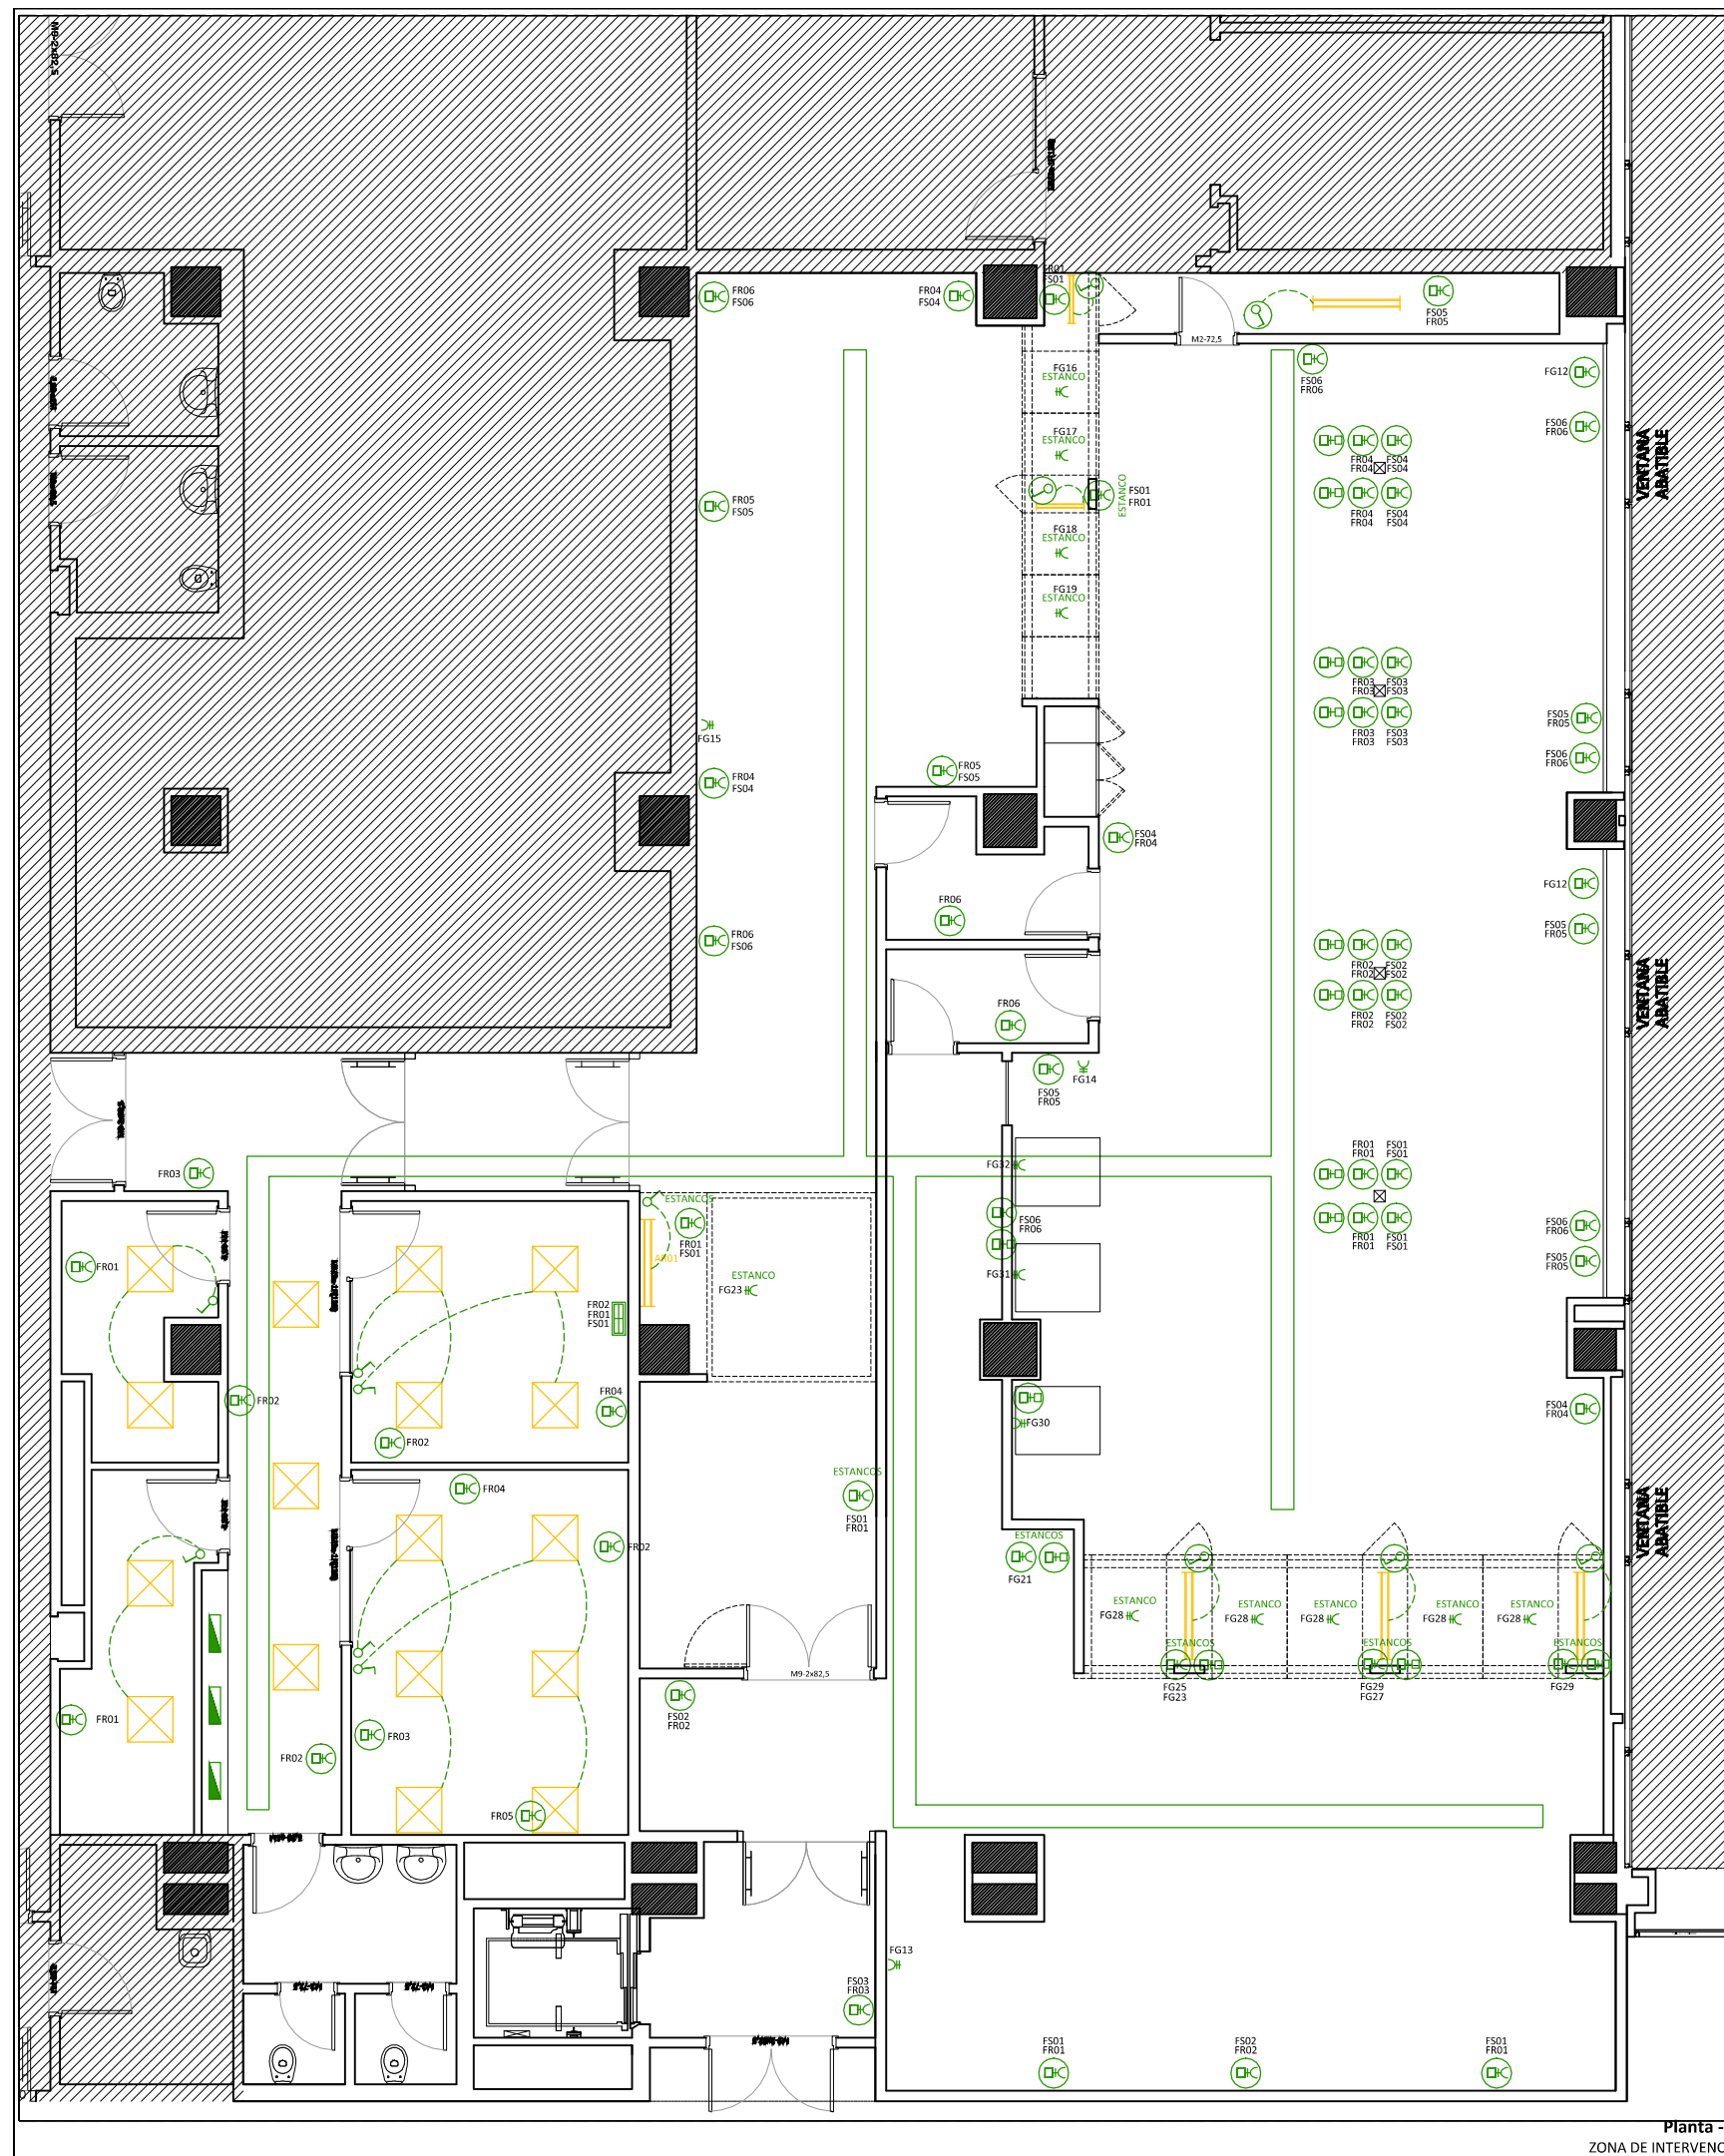 M9-2x82,5
FR06
FS06
FR04
FS04
FR01
FS01
FS05
FR05
M2-72,5
FG16
ESTANCO
FS06
FR06
FG12
FS06
FR06
VENTANA
ABATIBLE
FG17
ESTANCO
FR04 FS04
FR04 FS04
FR04 FS04
FR04 FS04
FR05
FS05
FS01
FR01
ESTANCO
FG18
ESTANCO
FG19
ESTANCO
FR03 FS03
FR03 FS03
FR03 FS03
FR03 FS03
FS05
FR05
FG15
FR04
FS04
FR05
FS05
FS06
FR06
FS04
FR04
FG12
FR06
FS05
FR05
FR06
FS06
FR02 FS02
FR02 FS02
FR02 FS02
FR02 FS02
VENTANA
ABATIBLE
FR06
FS05
FR05
FG14
FR03
FG32
FR01 FS01
FR01 FS01
FR01 FS01
FR01 FS01
ESTANCOS
FR01
FS01
AR01
FS06
FR06
FS06
FR06
FS05
FR05
FR01
ESTANCO
FG23
FG31
FR02
FR01
FS01
FR02
FR04
FR02
FG30
FS04
FR04
ESTANCOS
FS01
FR01
FR04
FR02
VENTANA
ABATIBLE
ESTANCOS
FG21
ESTANCO
FG28
ESTANCO
FG28
ESTANCO
FG28
ESTANCO
FG28
ESTANCO
FG28
ESTANCOS
FG25
FG23
ESTANCOS
FG29
FG27
ESTANCOS
FG29
M9-2x82,5
FS02
FR02
FR01
FR03
FR02
FR05
FG13
FS03
FR03
FS01
FR01
FS02
FR02
FS01
FR01
Planta -
ZONA DE INTERVENC